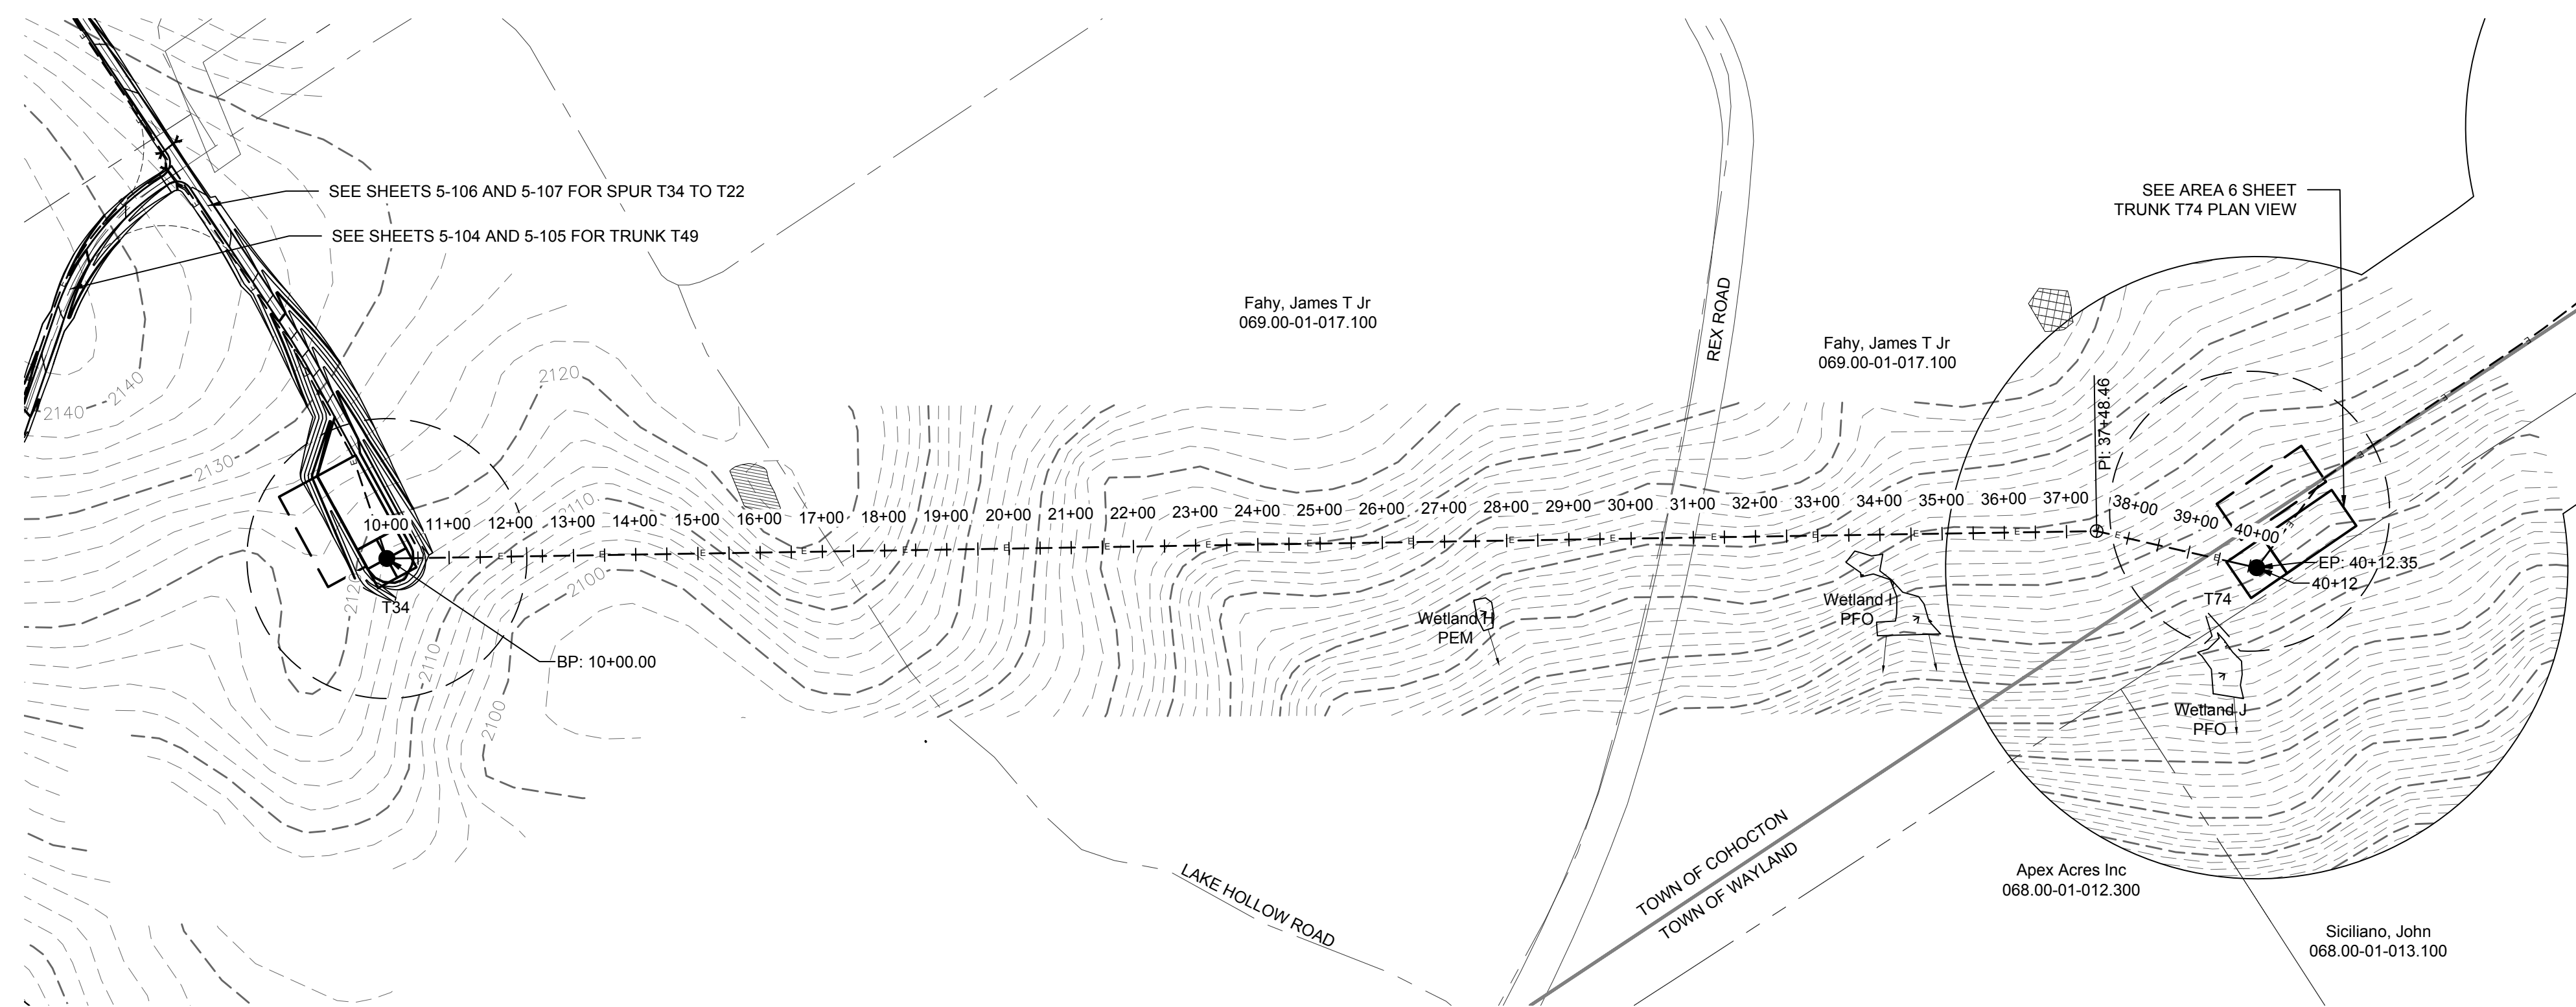 SEE SHEETS 5-106 AND 5-107 FOR SPUR T34 TO T22
SEE SHEETS 5-104 AND 5-105 FOR TRUNK T49
SEE AREA 6 SHEET
TRUNK T74 PLAN VIEW
Fahy, James T Jr
069.00-01-017.100
REX ROAD
Fahy, James T Jr
069.00-01-017.100
2120
2140
2140
2130
2110
2100
2120
2110
2100
PI: 37+48.46
10+00
11+00
12+00
13+00
14+00
15+00
16+00
17+00
18+00
19+00
20+00
21+00
22+00
23+00
24+00
25+00
26+00
27+00
28+00
29+00
30+00
31+00
32+00
33+00
34+00
35+00
36+00
37+00
38+00
39+00
40+00
EP: 40+12.35
40+12
T34
T74
BP: 10+00.00
Wetland H
PEM
Wetland I
PFO
Wetland J
PFO
TOWN OF COHOCTON
TOWN OF WAYLAND
LAKE HOLLOW ROAD
Apex Acres Inc
068.00-01-012.300
Siciliano, John
068.00-01-013.100